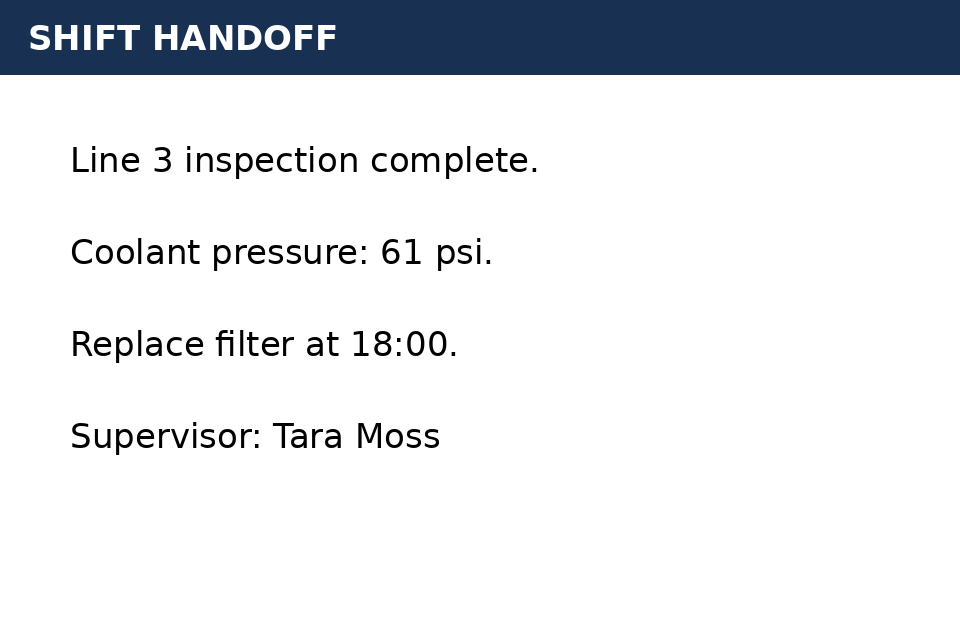 SHIFT HANDOFF
Line 3 inspection complete.
Coolant pressure: 61 psi.
Replace filter at 18:00.
Supervisor: Tara Moss